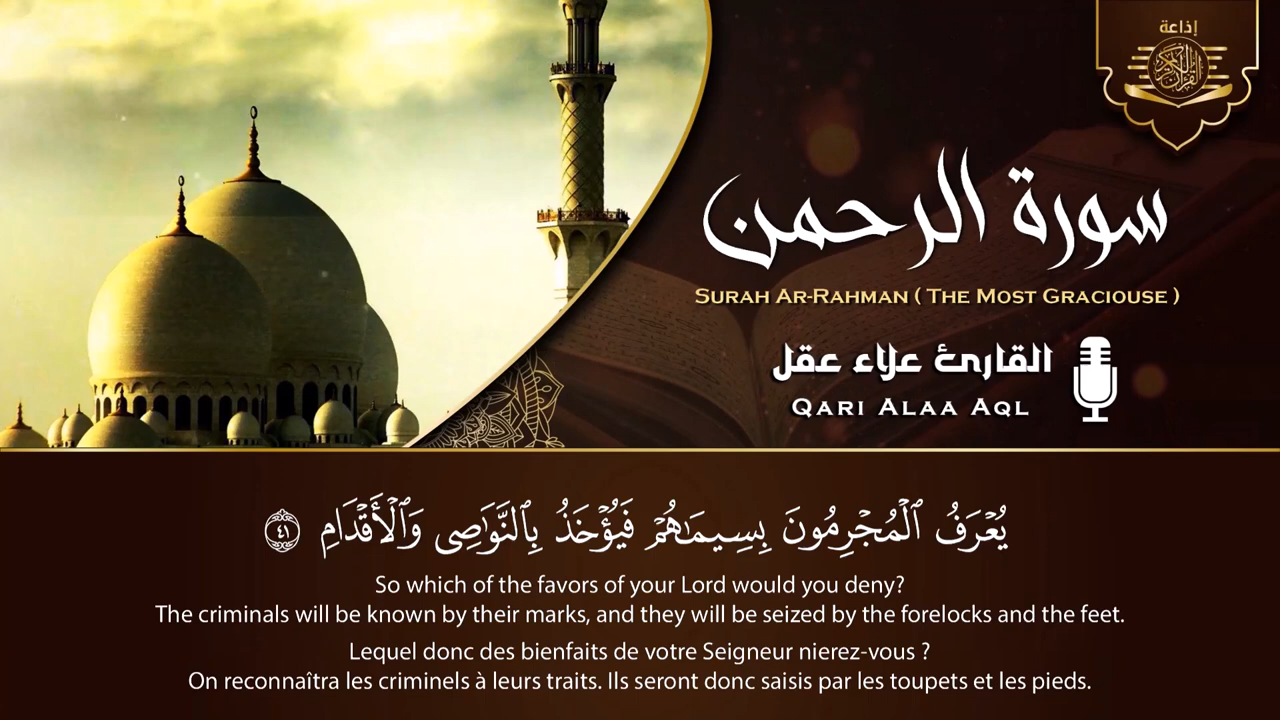 إذاعة
القرآن الكريم
سورة الرحمن
SURAH AR-RAHMAN ( THE MOST GRACIOUSE )
القارئ علاء عقل
QARI ALAA AQL
يُعْرَفُ ٱلْمُجْرِمُونَ بِسِيمَـٰهُمْ فَيُؤْخَذُ بِٱلنَّوَٰصِى وَٱلْأَقْدَامِ ٤١
So which of the favors of your Lord would you deny?
The criminals will be known by their marks, and they will be seized by the forelocks and the feet.
Lequel donc des bienfaits de votre Seigneur nierez-vous ?
On reconnaîtra les criminels à leurs traits. Ils seront donc saisis par les toupets et les pieds.